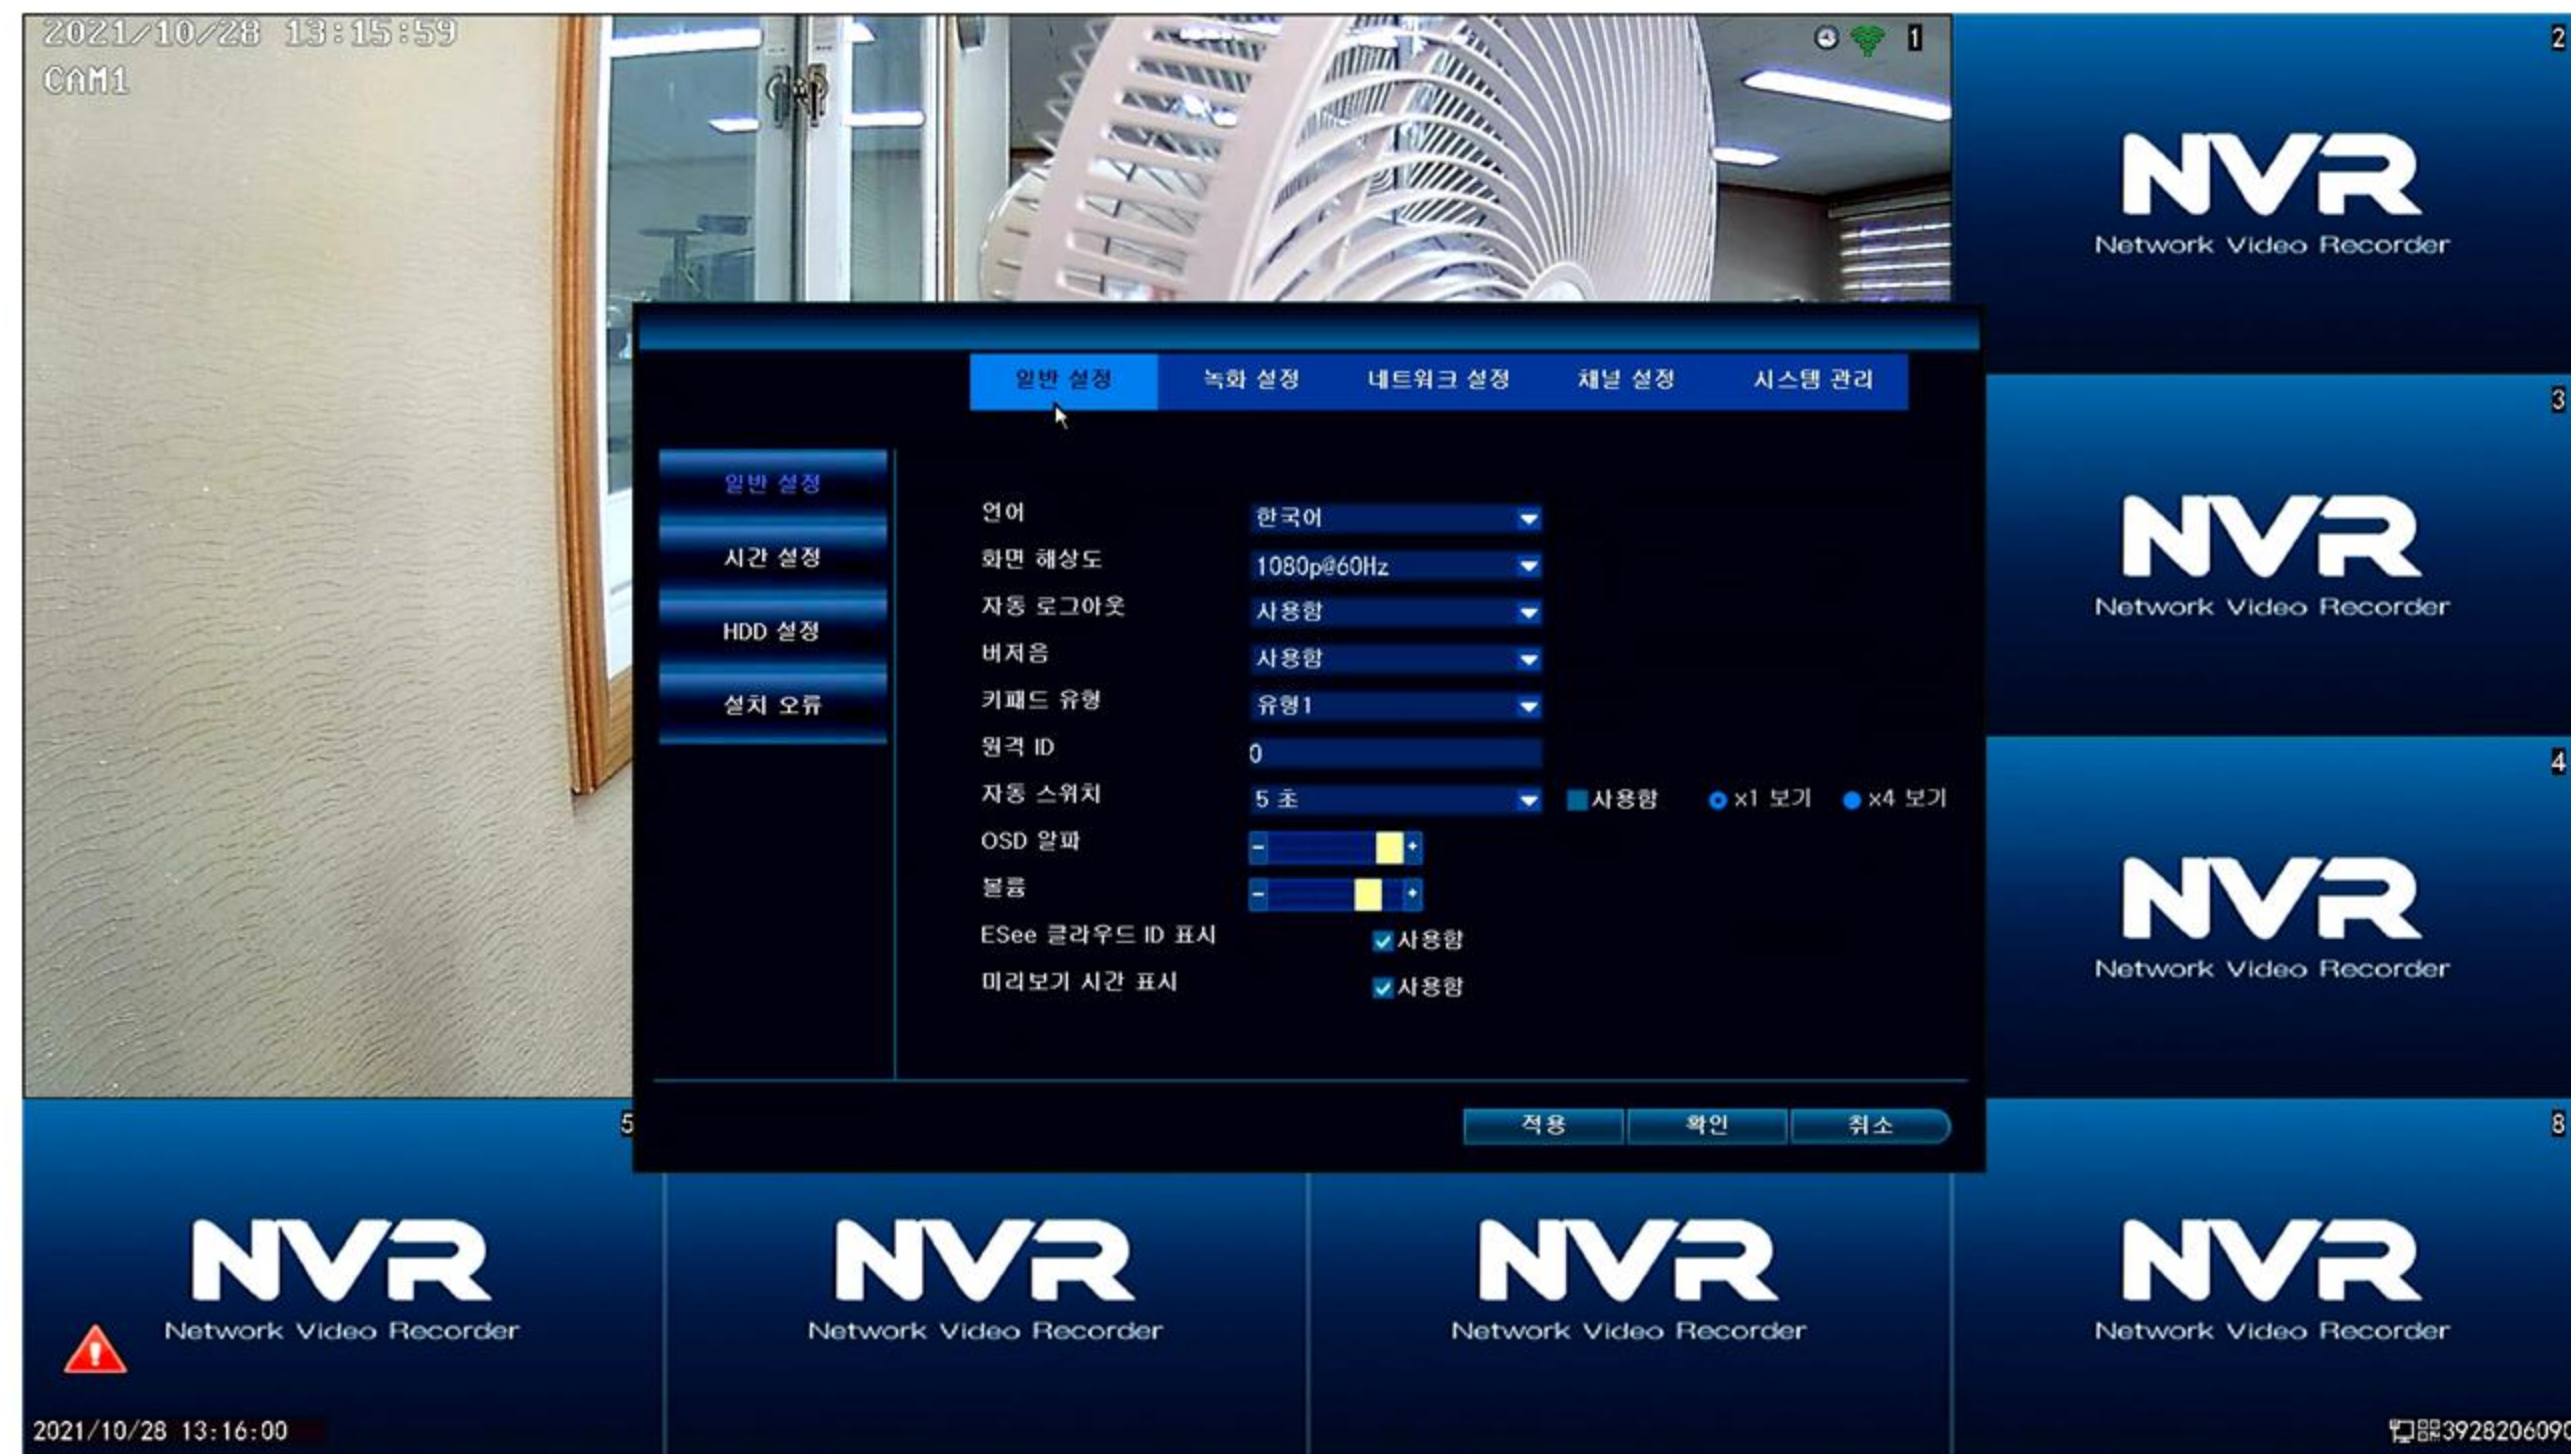 2021/10/28 13:15:59
CAM1
1
2
NVR
Network Video Recorder
3
NVR
Network Video Recorder
4
NVR
Network Video Recorder
일반 설정 녹화 설정 네트워크 설정 채널 설정 시스템 관리
일반 설정
시간 설정
HDD 설정
설치 오류
언어 한국어
화면 해상도 1080p@60Hz
자동 로그아웃 사용함
버저음 사용함
키패드 유형 유형1
원격 ID 0
자동 스위치 5 초 사용함 x1 보기 x4 보기
OSD 알파 - +
볼륨 - +
ESee 클라우드 ID 표시 사용함
미리보기 시간 표시 사용함
적용 확인 취소
5
8
NVR NVR NVR NVR
Network Video Recorder Network Video Recorder Network Video Recorder Network Video Recorder
2021/10/28 13:16:00
3928206090